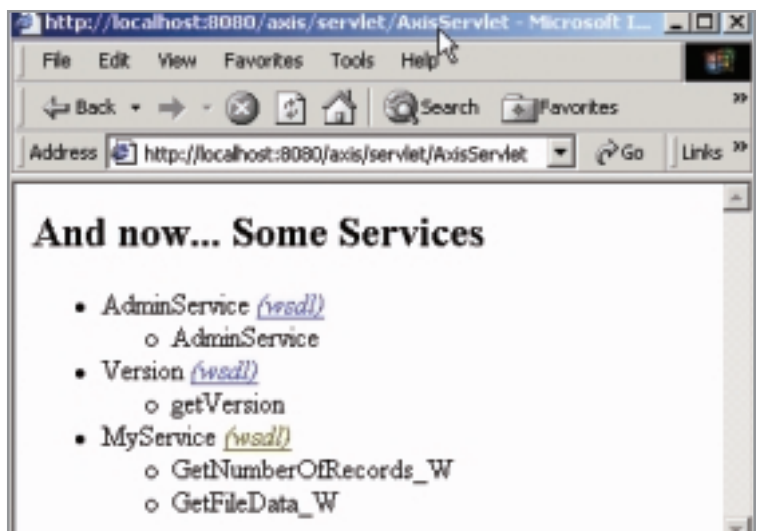 http://localhost:8080/axis/servlet/AxisServlet - Microsoft I...
File Edit View Favorites Tools Help
Back Search Favorites »
Address http://localhost:8080/axis/servlet/AxisServlet Go Links »
And now... Some Services
• AdminService (wsdl)
o AdminService
• Version (wsdl)
o getVersion
• MyService (wsdl)
o GetNumberOfRecords_W
o GetFileData_W